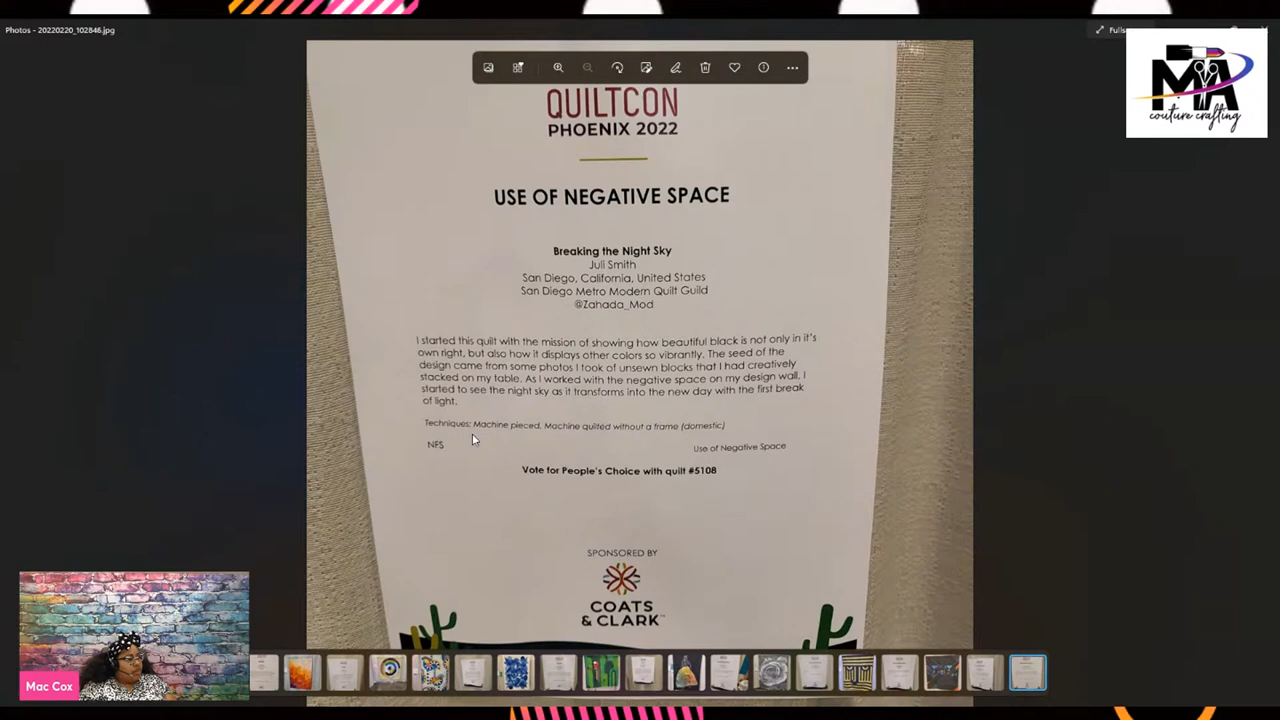 Photos - 20220220_102846.jpg
Fulls
MA
couture crafting
QUILTCON
PHOENIX 2022
USE OF NEGATIVE SPACE
Breaking the Night Sky
Juli Smith
San Diego, California, United States
San Diego Metro Modern Quilt Guild
@Zahada_Mod
I started this quilt with the mission of showing how beautiful black is not only in it's
own right, but also how it displays other colors so vibrantly. The seed of the
design came from some photos I took of unsewn blocks that I had creatively
stacked on my table. As I worked with the negative space on my design wall, I
started to see the night sky as it transforms into the new day with the first break
of light.
Techniques: Machine pieced, Machine quilted without a frame (domestic)
NFS
Use of Negative Space
Vote for People's Choice with quilt #5108
SPONSORED BY
COATS
& CLARK™
Mac Cox